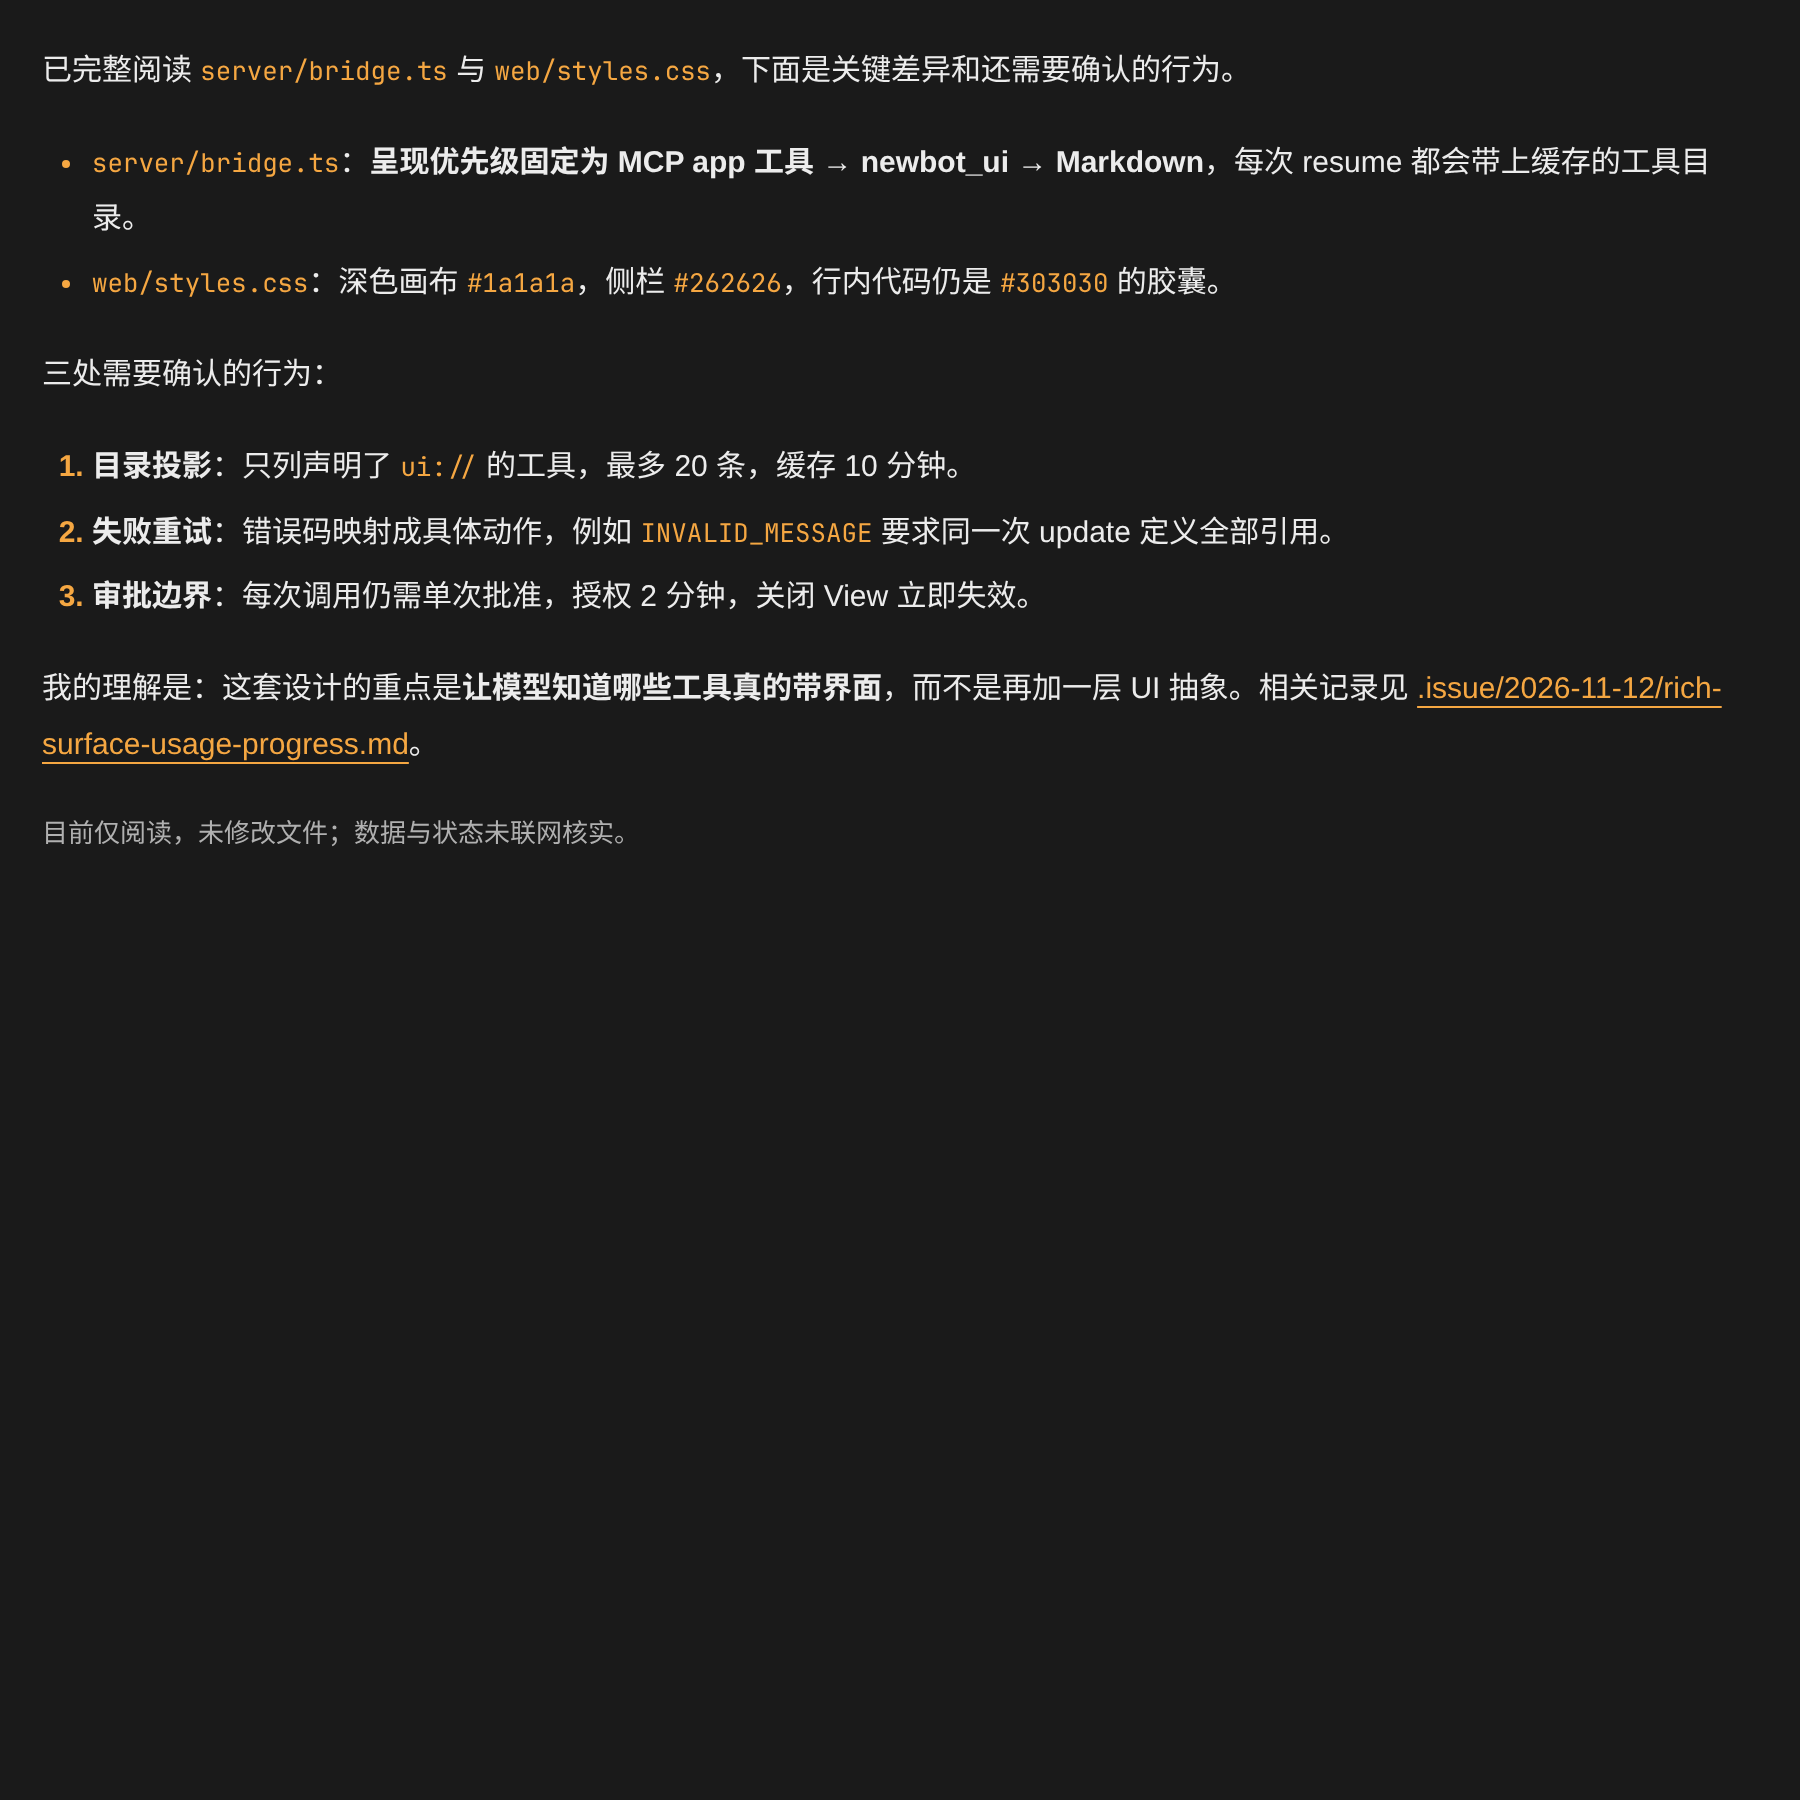 已完整阅读 server/bridge.ts 与 web/styles.css，下面是关键差异和还需要确认的行为。
• server/bridge.ts：呈现优先级固定为 MCP app 工具 → newbot_ui → Markdown，每次 resume 都会带上缓存的工具目
录。
• web/styles.css：深色画布 #1a1a1a，侧栏 #262626，行内代码仍是 #303030 的胶囊。
三处需要确认的行为：
1. 目录投影：只列声明了 ui:// 的工具，最多 20 条，缓存 10 分钟。
2. 失败重试：错误码映射成具体动作，例如 INVALID_MESSAGE 要求同一次 update 定义全部引用。
3. 审批边界：每次调用仍需单次批准，授权 2 分钟，关闭 View 立即失效。
我的理解是：这套设计的重点是让模型知道哪些工具真的带界面，而不是再加一层 UI 抽象。相关记录见 .issue/2026-11-12/rich-
surface-usage-progress.md。
目前仅阅读，未修改文件；数据与状态未联网核实。